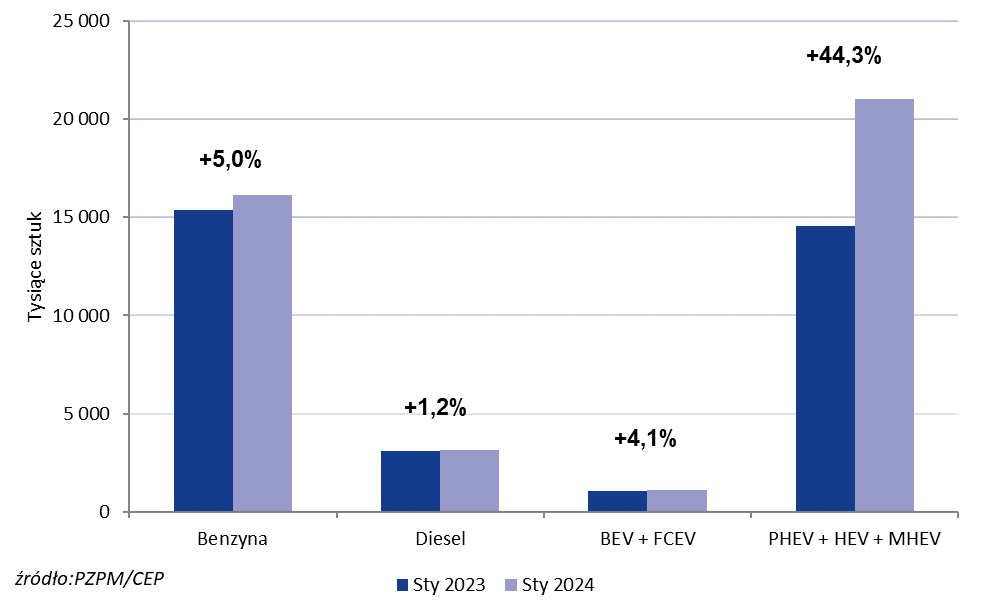 25 000
+44,3%
20 000
+5,0%
15 000
Tysiące sztuk
10 000
5 000
+1,2%
+4,1%
0
Benzyna
Diesel
BEV + FCEV
PHEV + HEV + MHEV
źródło:PZPM/CEP
Sty 2023
Sty 2024